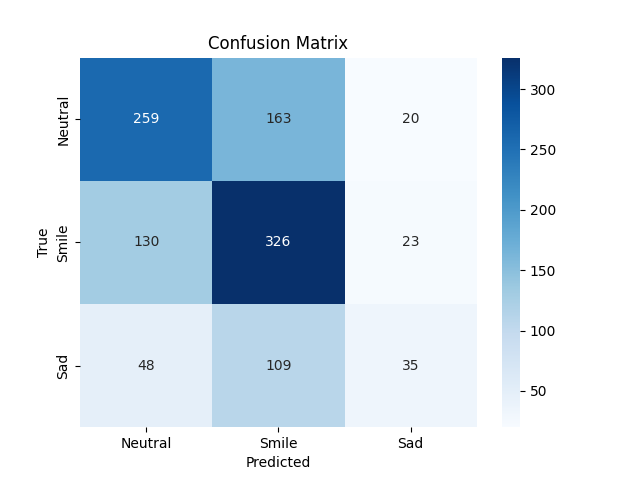 Confusion Matrix
Neutral 259 163 20
Smile 130 326 23
Sad 48 109 35
True
Neutral Smile Sad
Predicted
300
250
200
150
100
50